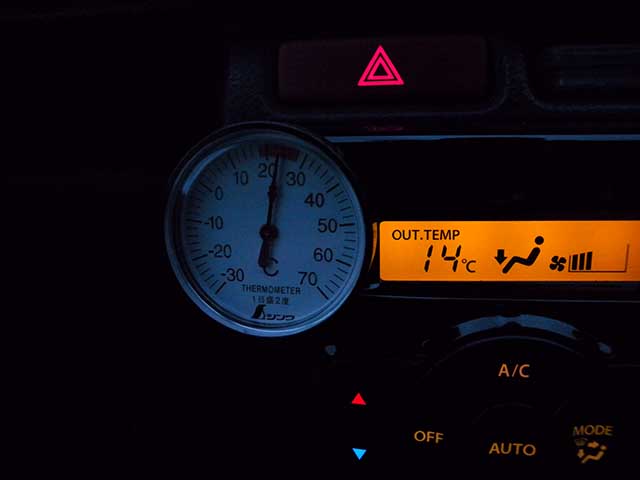 -30
-20
-10
0
10
20
30
40
50
60
70
℃
THERMOMETER
1目盛2度
シンワ
OUT.TEMP
14℃
A/C
OFF
AUTO
MODE